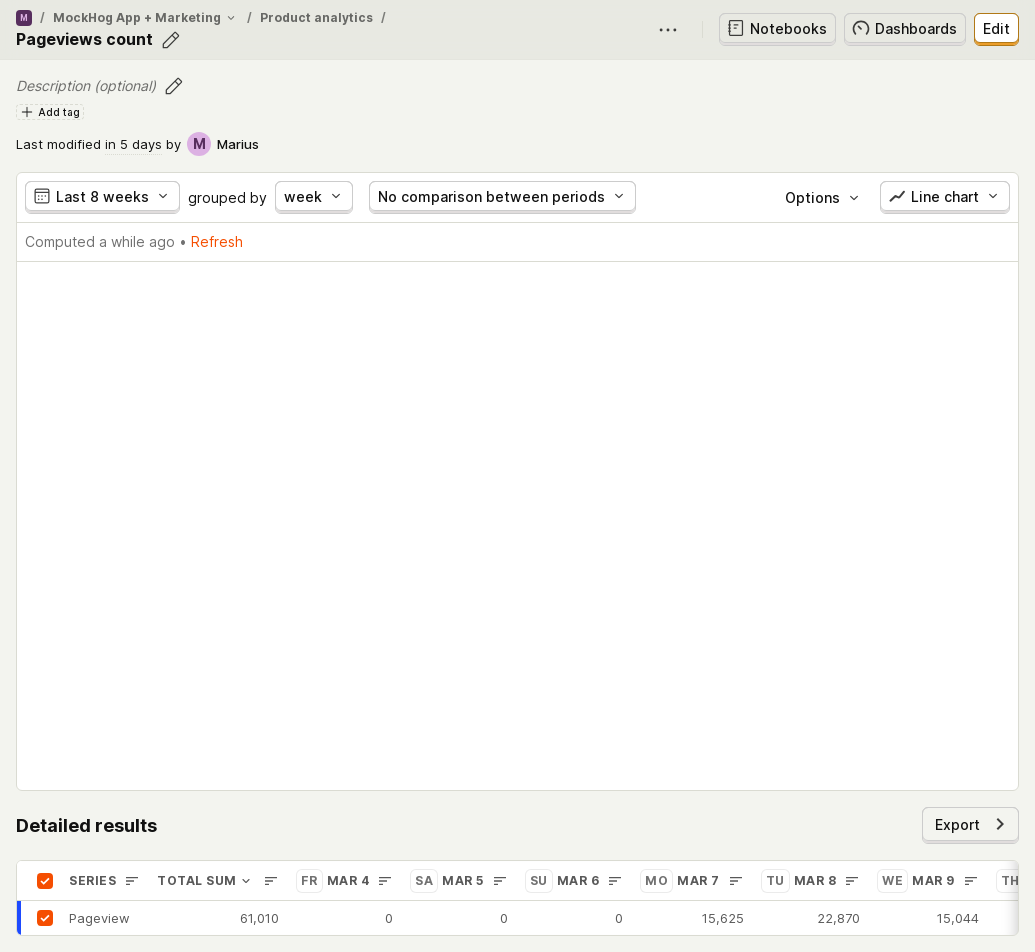 M / MockHog App + Marketing / Product analytics /
Pageviews count
Notebooks
Dashboards
Edit
Description (optional)
Add tag
Last modified in 5 days by M Marius
Last 8 weeks grouped by week No comparison between periods Options Line chart
Computed a while ago • Refresh
Detailed results
Export
SERIES TOTAL SUM FR MAR 4 SA MAR 5 SU MAR 6 MO MAR 7 TU MAR 8 WE MAR 9 TH
Pageview 61,010 0 0 0 15,625 22,870 15,044